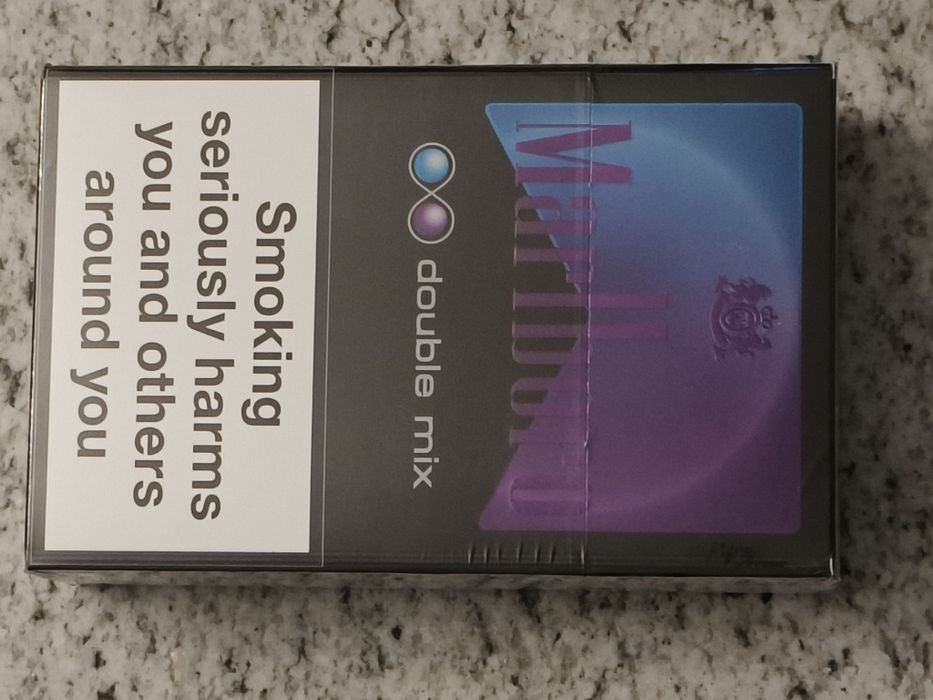 Marlboro
double mix
Smoking
seriously harms
you and others
around you